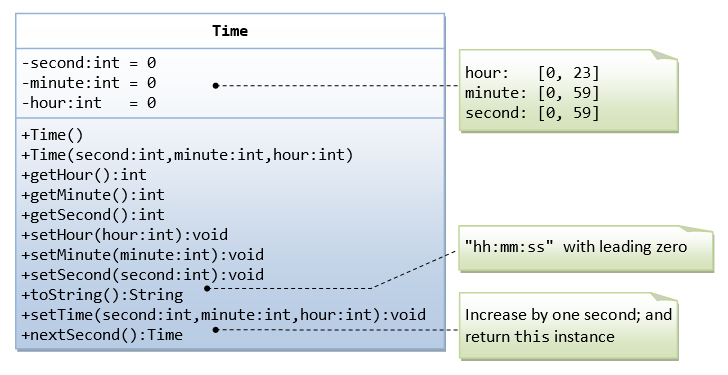 Time
-second:int = 0
-minute:int = 0
-hour:int   = 0
hour:   [0, 23]
minute: [0, 59]
second: [0, 59]
+Time()
+Time(second:int,minute:int,hour:int)
+getHour():int
+getMinute():int
+getSecond():int
+setHour(hour:int):void
+setMinute(minute:int):void
+setSecond(second:int):void
+toString():String
+setTime(second:int,minute:int,hour:int):void
+nextSecond():Time
"hh:mm:ss" with leading zero
Increase by one second; and
return this instance